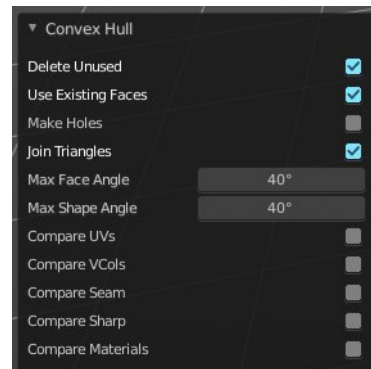 Convex Hull
Delete Unused
Use Existing Faces
Make Holes
Join Triangles
Max Face Angle 40°
Max Shape Angle 40°
Compare UVs
Compare VCols
Compare Seam
Compare Sharp
Compare Materials